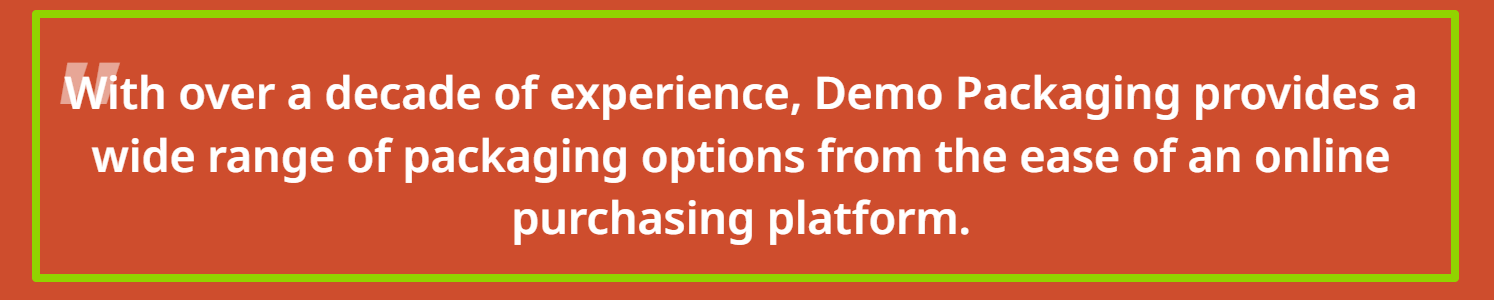 With over a decade of experience, Demo Packaging provides a
wide range of packaging options from the ease of an online
purchasing platform.